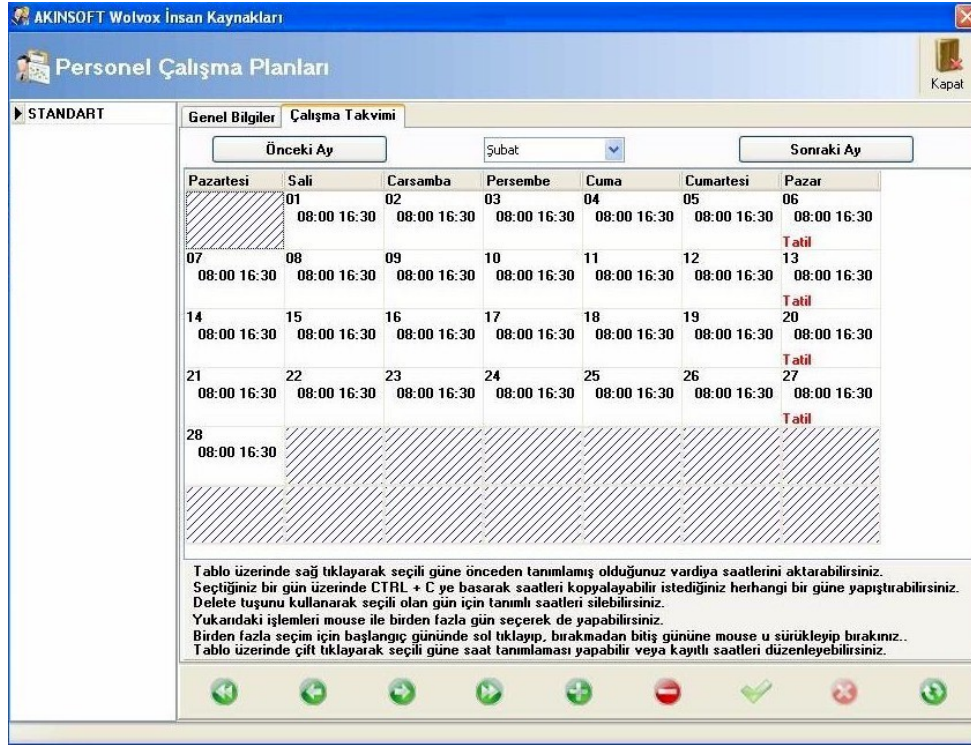 AKINSOFT Wolvox İnsan Kaynakları
Personel Çalışma Planları
Kapat
STANDART
Genel Bilgiler Çalışma Takvimi
Önceki Ay Şubat Sonraki Ay
Pazartesi Sali Carsamba Persembe Cuma Cumartesi Pazar
01 02 03 04 05 06
08:00 16:30 08:00 16:30 08:00 16:30 08:00 16:30 08:00 16:30 08:00 16:30
Tatil
07 08 09 10 11 12 13
08:00 16:30 08:00 16:30 08:00 16:30 08:00 16:30 08:00 16:30 08:00 16:30 08:00 16:30
Tatil
14 15 16 17 18 19 20
08:00 16:30 08:00 16:30 08:00 16:30 08:00 16:30 08:00 16:30 08:00 16:30 08:00 16:30
Tatil
21 22 23 24 25 26 27
08:00 16:30 08:00 16:30 08:00 16:30 08:00 16:30 08:00 16:30 08:00 16:30 08:00 16:30
Tatil
28
08:00 16:30
Tablo üzerinde sağ tıklayarak seçili güne önceden tanımlamış olduğunuz vardiya saatlerini aktarabilirsiniz.
Seçtiğiniz bir gün üzerinde CTRL + C ye basarak saatleri kopyalayabilir istediğiniz herhangi bir güne yapıştırabilirsiniz.
Delete tuşunu kullanarak seçili olan gün için tanımlı saatleri silebilirsiniz.
Yukarıdaki işlemleri mouse ile birden fazla gün seçerek de yapabilirsiniz.
Birden fazla seçim için başlangıç gününde sol tıklayıp, bırakmadan bitiş gününe mouse u sürükleyip bırakınız..
Tablo üzerinde çift tıklayarak seçili güne saat tanımlaması yapabilir veya kayıtlı saatleri düzenleyebilirsiniz.